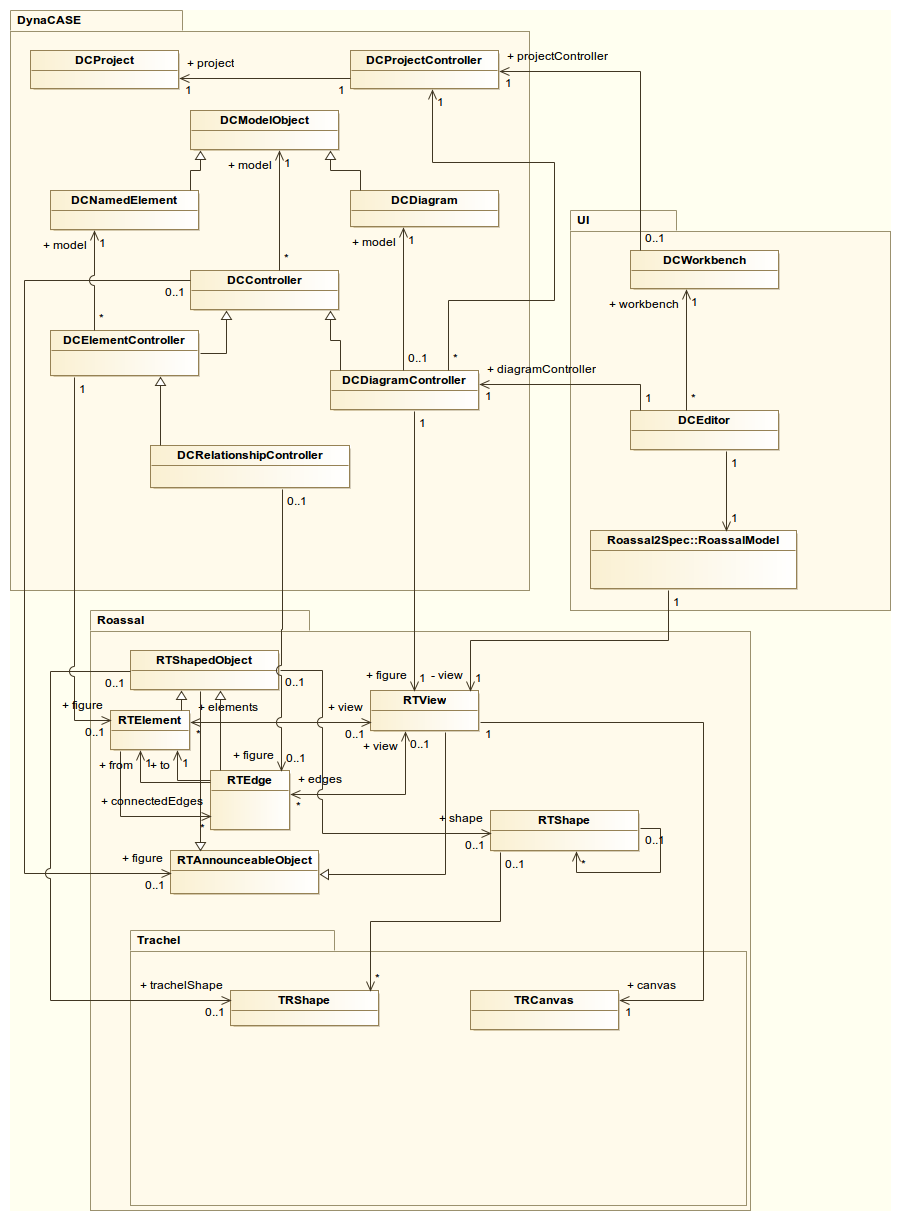 DynaCASE
DCProject
+ project
1
1
DCProjectController
+ projectController
1
1
DCModelObject
+ model
1
DCNamedElement
DCDiagram
+ model
1
+ model
1
*
UI
0..1
DCWorkbench
+ workbench
1
0..1
DCController
*
DCElementController
1
0..1
*
DCDiagramController
+ diagramController
1
1
*
DCEditor
1
1
DCRelationshipController
0..1
1
1
Roassal2Spec::RoassalModel
1
Roassal
RTShapedObject
0..1
0..1
+ figure
1
- view
1
RTView
1
+ figure
0..1
RTElement
+ elements
*
+ view
0..1
+ view
0..1
+ from
1
+ to
1
+ figure
0..1
RTEdge
+ edges
*
+ connectedEdges
*
+ shape
0..1
RTShape
0..1
*
0..1
+ figure
0..1
RTAnnounceableObject
Trachel
+ trachelShape
0..1
*
TRShape
TRCanvas
+ canvas
1